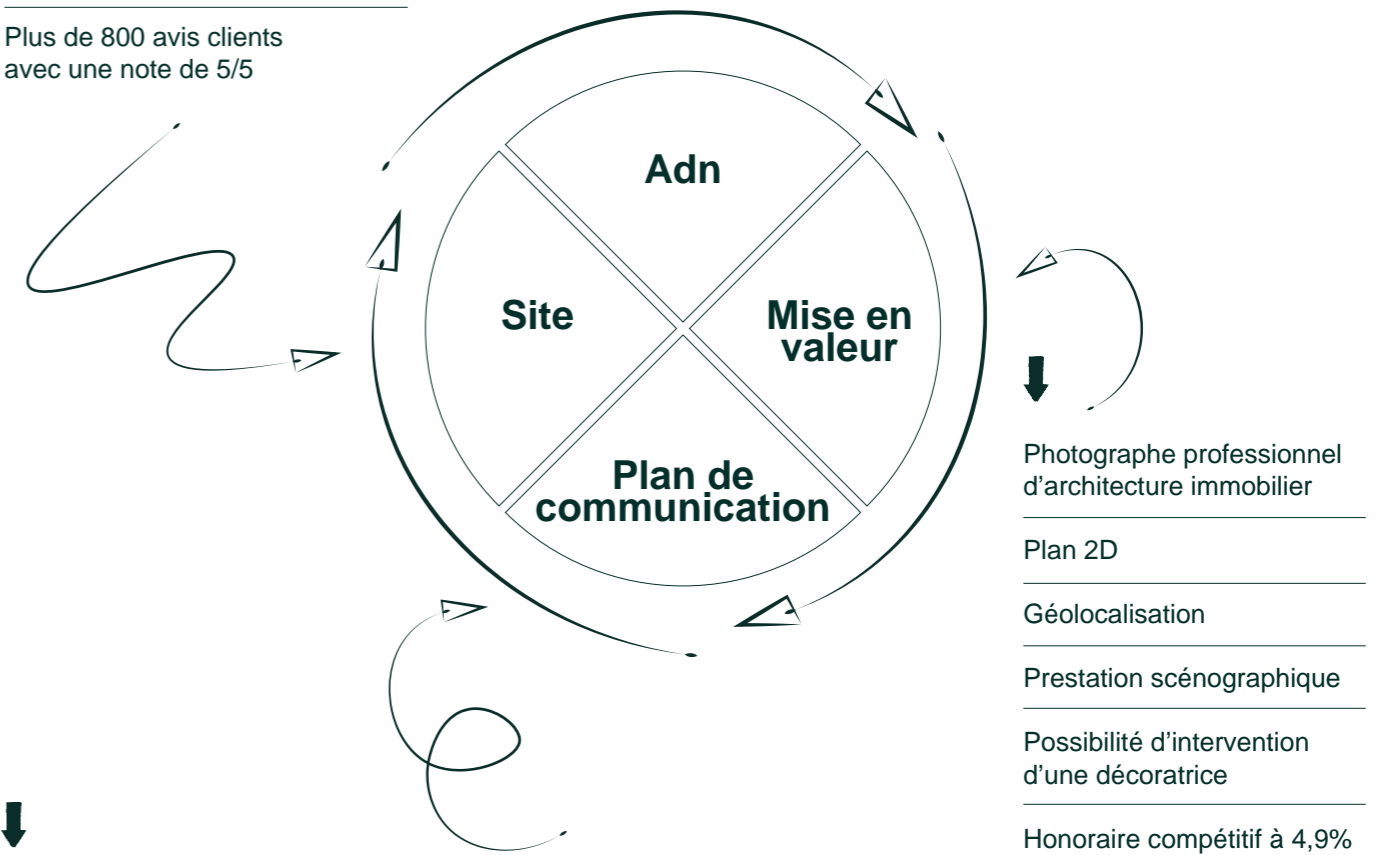 Plus de 800 avis clients
avec une note de 5/5
Adn
Site
Mise en
valeur
Plan de
communication
Photographe professionnel
d’architecture immobilier
Plan 2D
Géolocalisation
Prestation scénographique
Possibilité d’intervention
d’une décoratrice
Honoraire compétitif à 4,9%